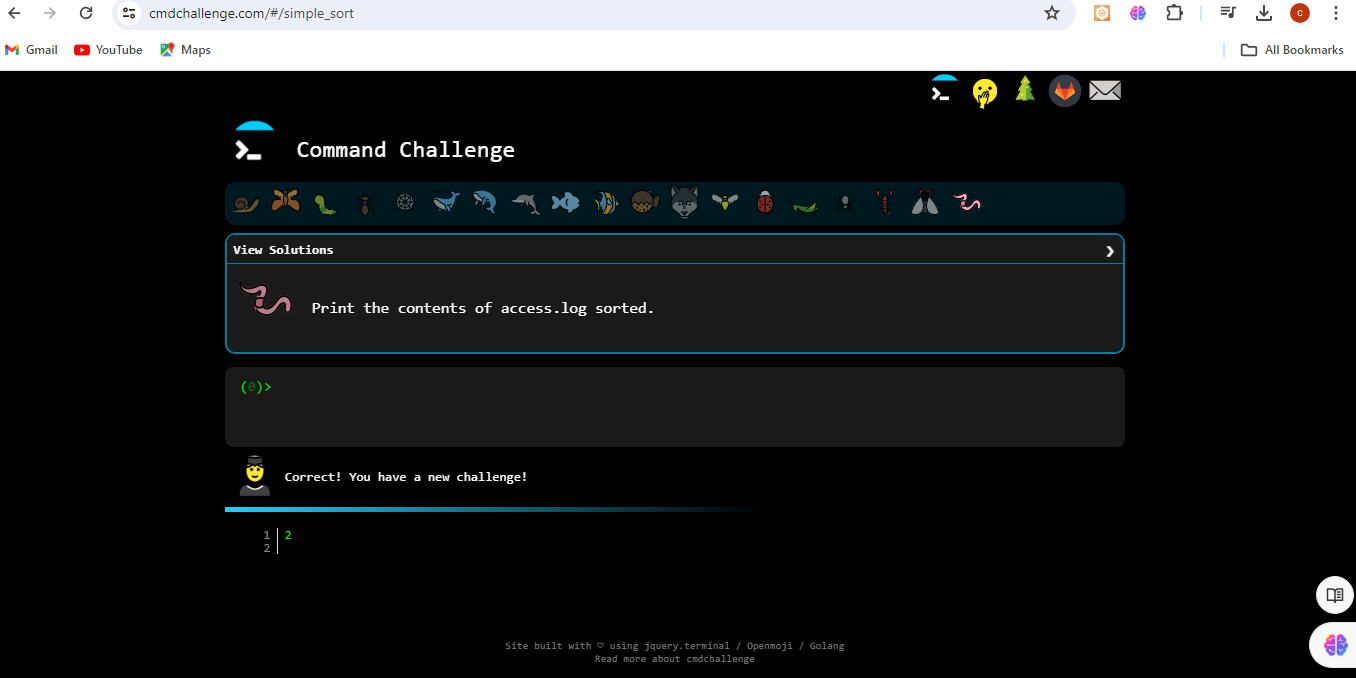 cmdchallenge.com/#/simple_sort
C
Gmail YouTube Maps All Bookmarks
Command Challenge
View Solutions
Print the contents of access.log sorted.
(0)>
Correct! You have a new challenge!
1 2
2
Site built with ♡ using jquery.terminal / Openmoji / Golang
Read more about cmdchallenge